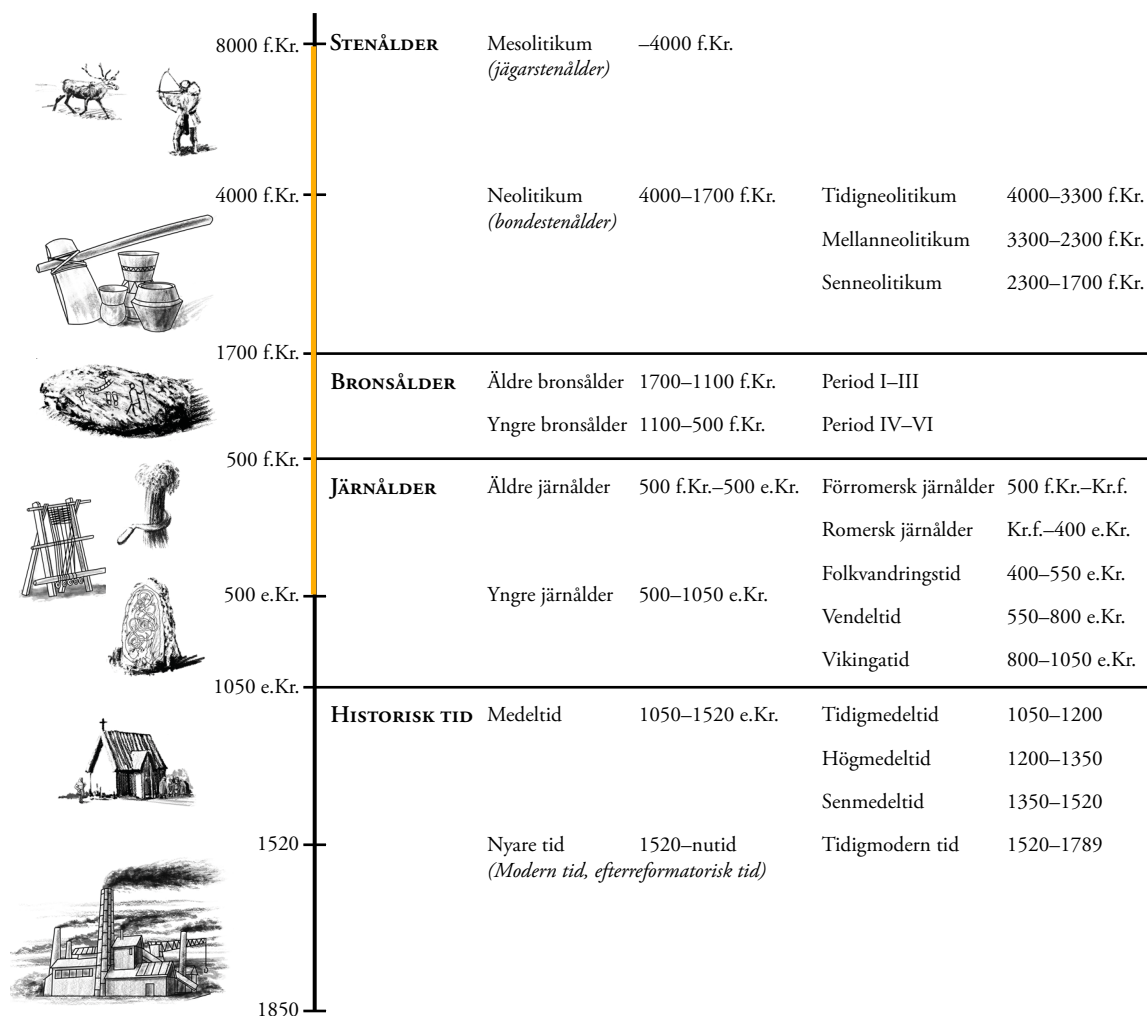 8000 f.Kr. STENÅLDER Mesolitikum –4000 f.Kr.
(jägarstenålder)
4000 f.Kr. Neolitikum 4000–1700 f.Kr. Tidigneolitikum 4000–3300 f.Kr.
(bondestenålder)
Mellanneolitikum 3300–2300 f.Kr.
Senneolitikum 2300–1700 f.Kr.
1700 f.Kr.
BRONSÅLDER Äldre bronsålder 1700–1100 f.Kr. Period I–III
Yngre bronsålder 1100–500 f.Kr. Period IV–VI
500 f.Kr.
JÄRNÅLDER Äldre järnålder 500 f.Kr.–500 e.Kr. Förromersk järnålder 500 f.Kr.–Kr.f.
Romersk järnålder Kr.f.–400 e.Kr.
Folkvandringstid 400–550 e.Kr.
500 e.Kr. Yngre järnålder 500–1050 e.Kr.
Vendeltid 550–800 e.Kr.
Vikingatid 800–1050 e.Kr.
1050 e.Kr.
HISTORISK TID Medeltid 1050–1520 e.Kr. Tidigmedeltid 1050–1200
Högmedeltid 1200–1350
Senmedeltid 1350–1520
1520 Nyare tid 1520–nutid Tidigmodern tid 1520–1789
(Modern tid, efterreformatorisk tid)
1850